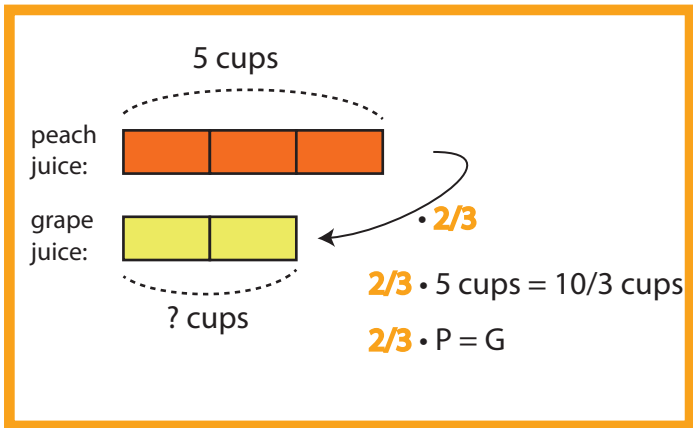 5 cups
peach
juice:
grape
juice:
• 2/3
? cups
2/3 • 5 cups = 10/3 cups
2/3 • P = G